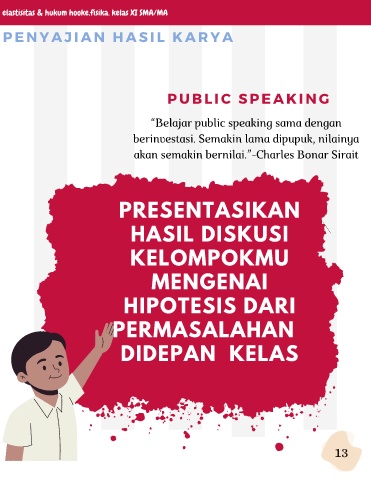 elastisitas & hukum hooke.fisika. kelas XI SMA/MA
PENYAJIAN HASIL KARYA
PUBLIC SPEAKING
“Belajar public speaking sama dengan
berinvestasi. Semakin lama dipupuk, nilainya
akan semakin bernilai.”-Charles Bonar Sirait
PRESENTASIKAN
HASIL DISKUSI
KELOMPOKMU
MENGENAI
HIPOTESIS DARI
PERMASALAHAN
DIDEPAN KELAS
13